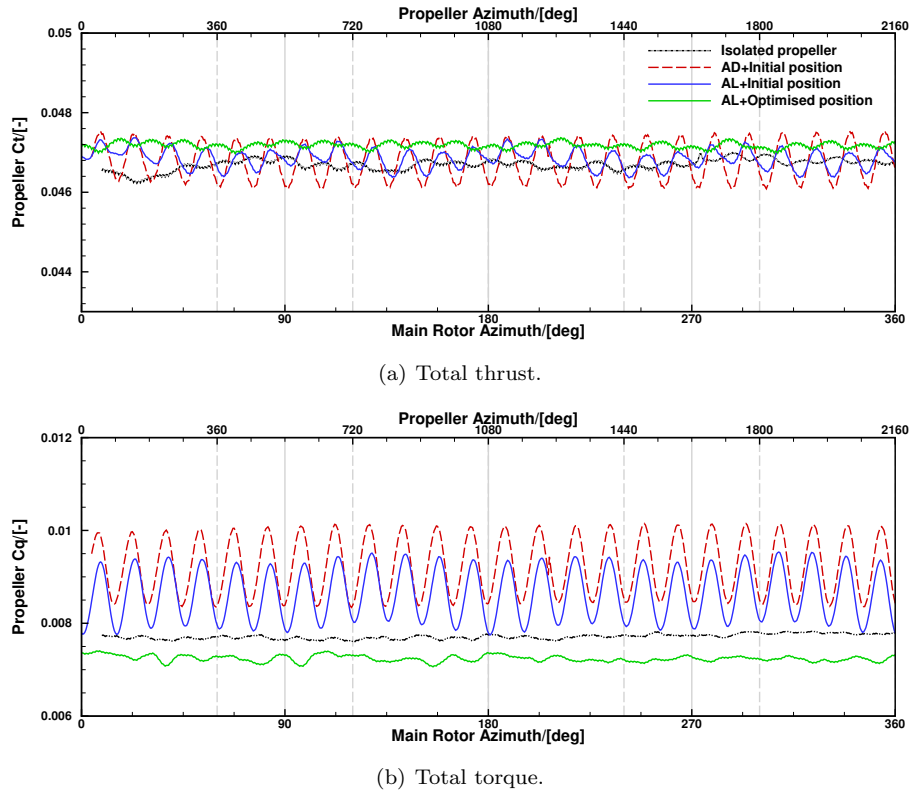 Propeller Azimuth/[deg]
0 360 720 1080 1440 1800 2160
0.05
0.048
0.046
0.044
Propeller Ct/[-]
Isolated propeller
AD+Initial position
AL+Initial position
AL+Optimised position
0 90 180 270 360
Main Rotor Azimuth/[deg]
(a) Total thrust.
Propeller Azimuth/[deg]
0 360 720 1080 1440 1800 2160
0.012
0.01
0.008
0.006
Propeller Cq/[-]
0 90 180 270 360
Main Rotor Azimuth/[deg]
(b) Total torque.